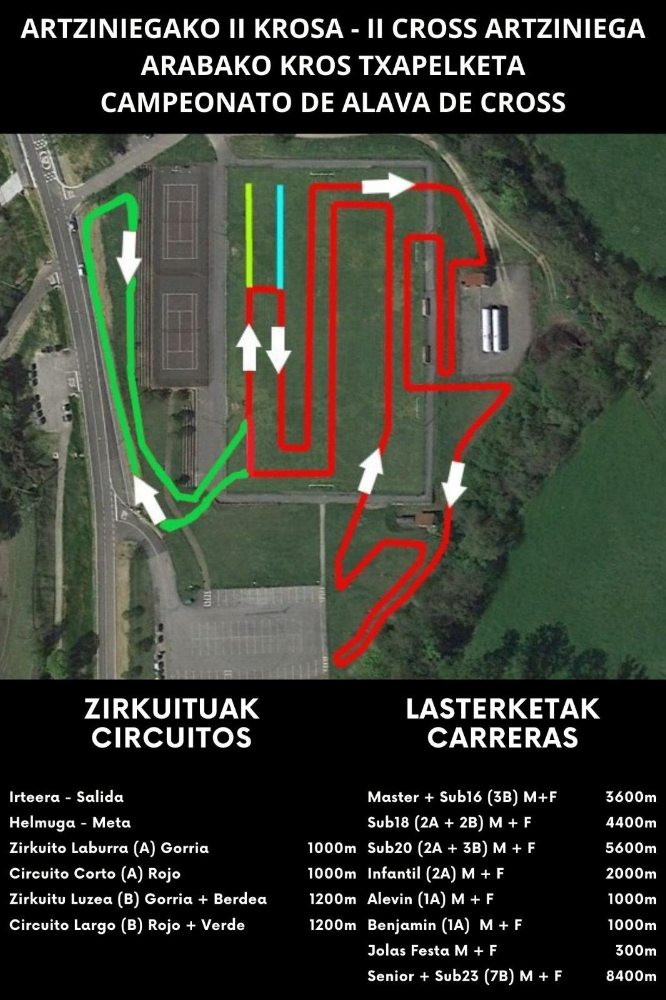 ARTZINIEGAKO II KROSA - II CROSS ARTZINIEGA
ARABAKO KROS TXAPELKETA
CAMPEONATO DE ALAVA DE CROSS
ZIRKUITUAK
CIRCUITOS
Irteera - Salida
Helmuga - Meta
Zirkuito Laburra (A) Gorria 1000m
Circuito Corto (A) Rojo 1000m
Zirkuitu Luzea (B) Gorria + Berdea 1200m
Circuito Largo (B) Rojo + Verde 1200m
LASTERKETAK
CARRERAS
Master + Sub16 (3B) M+F 3600m
Sub18 (2A + 2B) M + F 4400m
Sub20 (2A + 3B) M + F 5600m
Infantil (2A) M + F 2000m
Alevin (1A) M + F 1000m
Benjamin (1A) M + F 1000m
Jolas Festa M + F 300m
Senior + Sub23 (7B) M + F 8400m